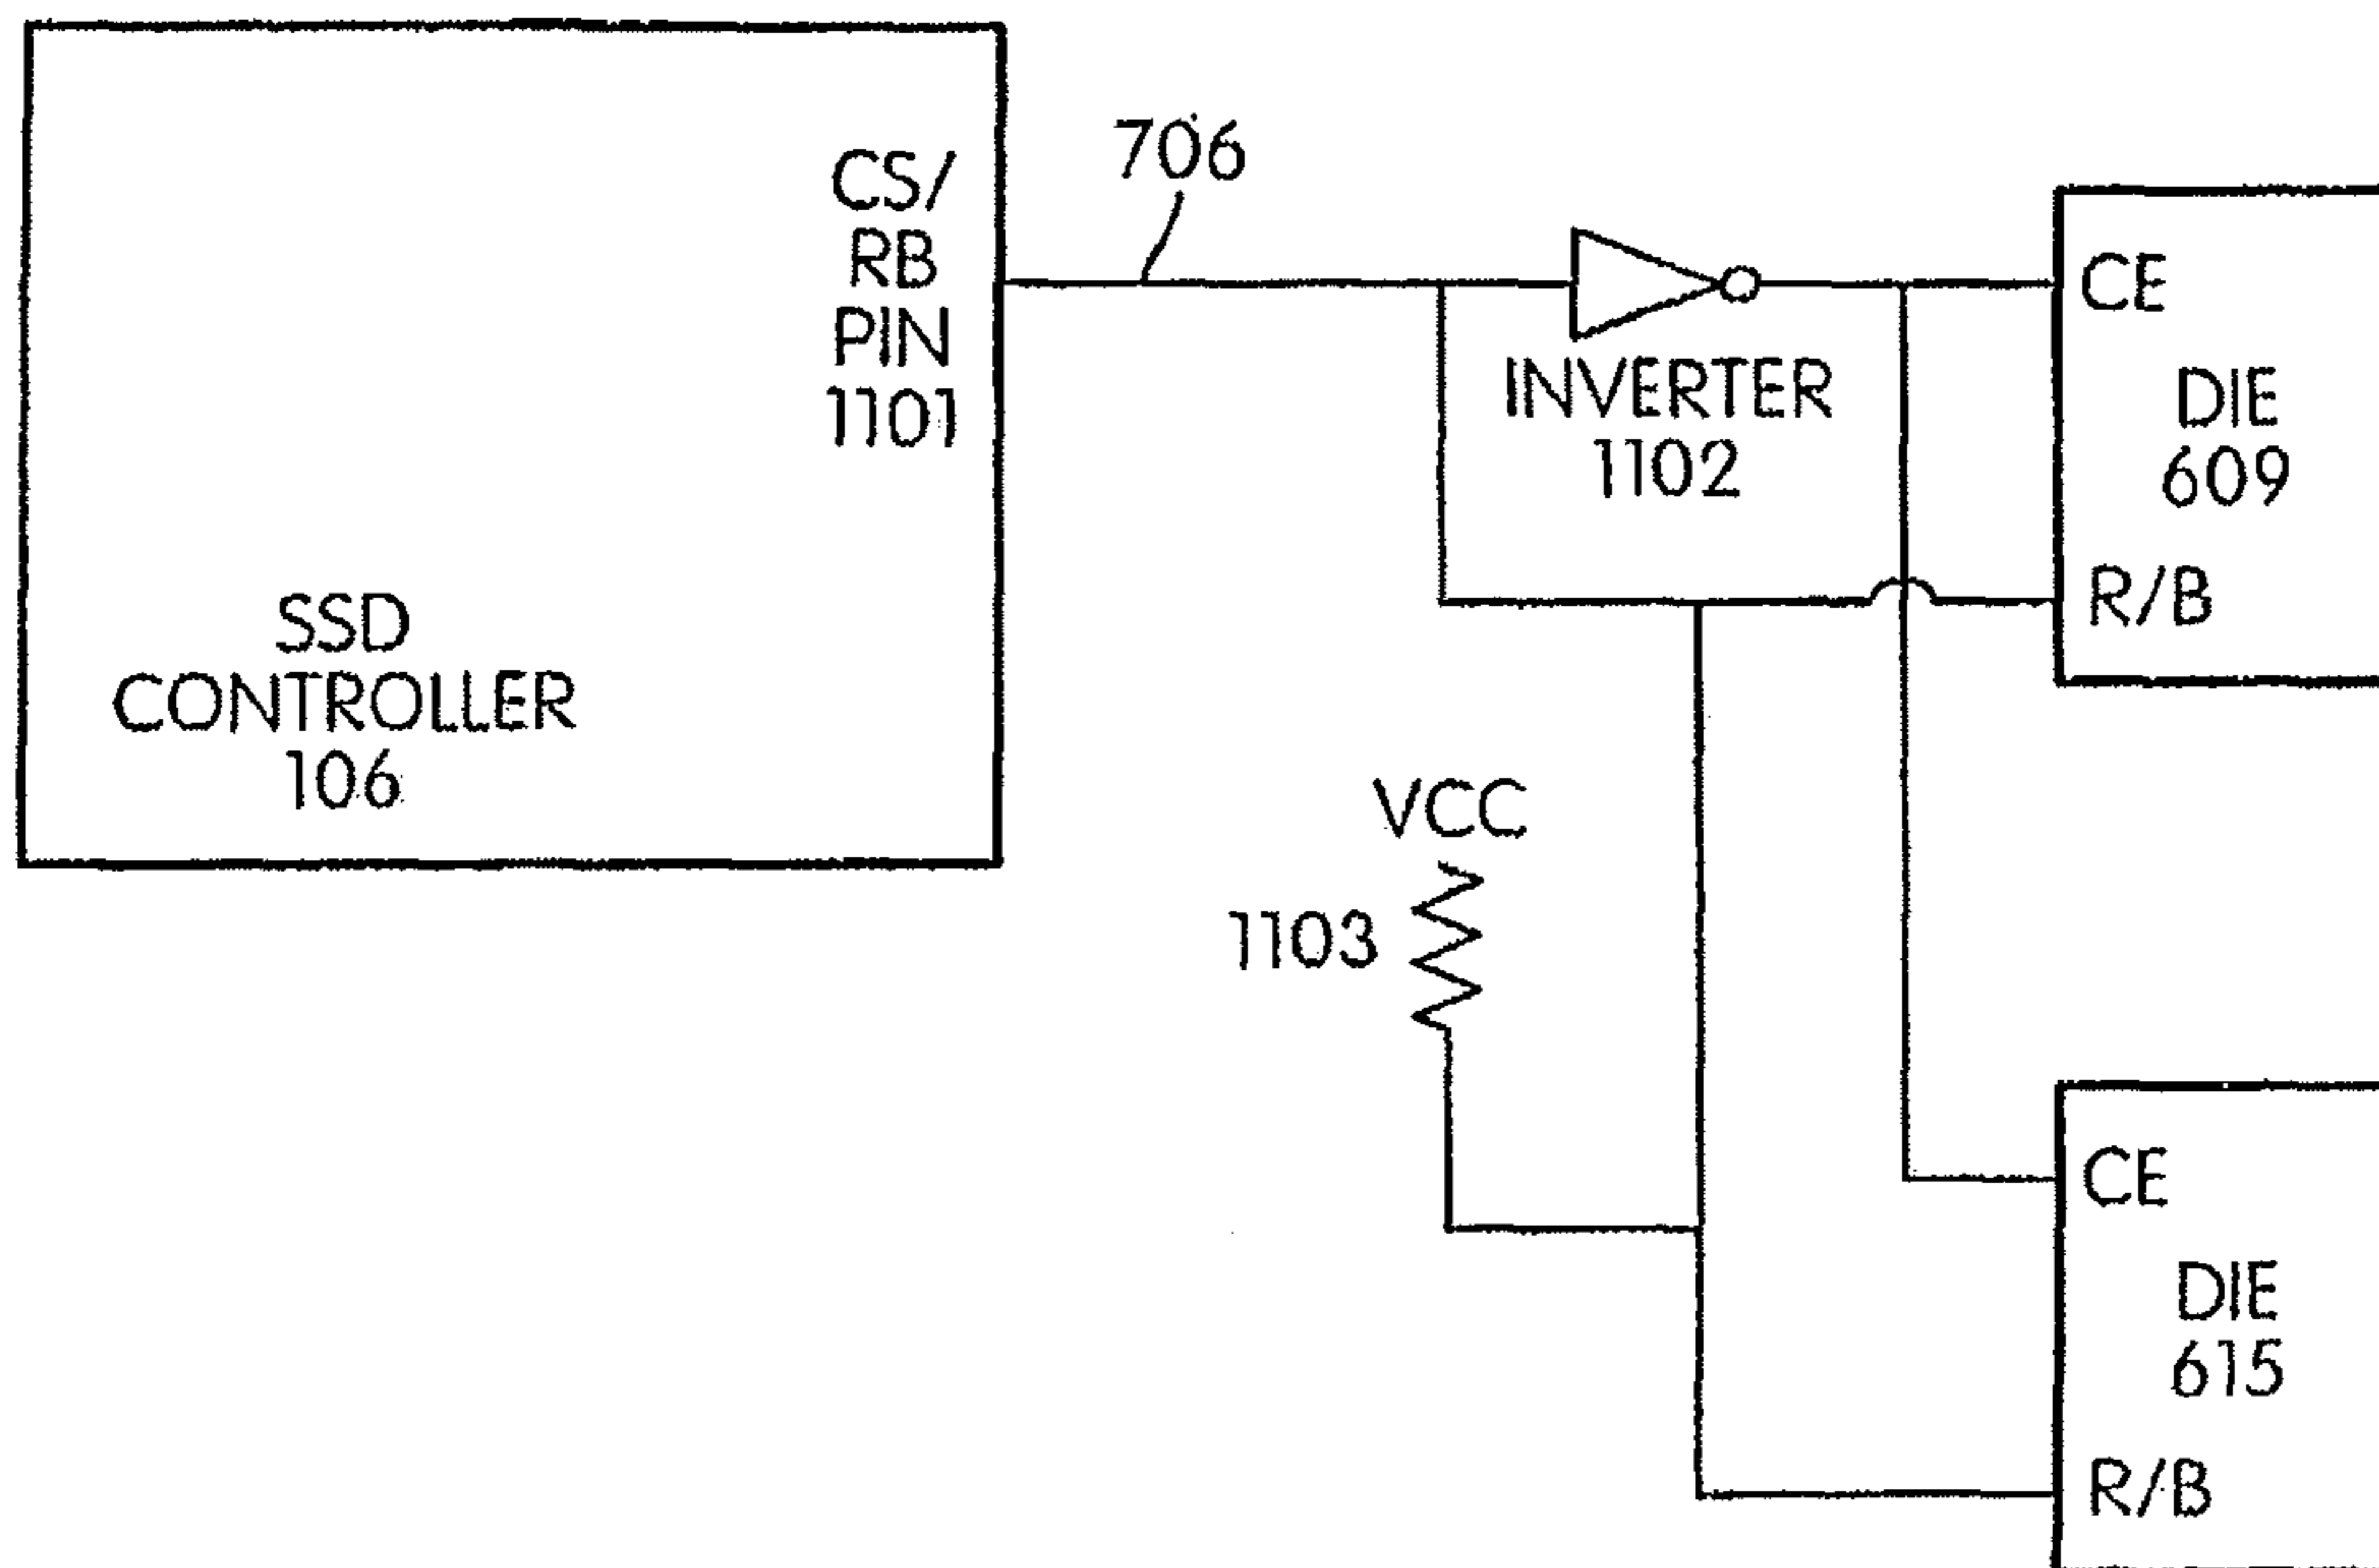 CS/
RB
PIN
1101
SSD
CONTROLLER
106
706
INVERTER
1102
VCC
1103
CE
DIE
609
R/B
CE
DIE
615
R/B